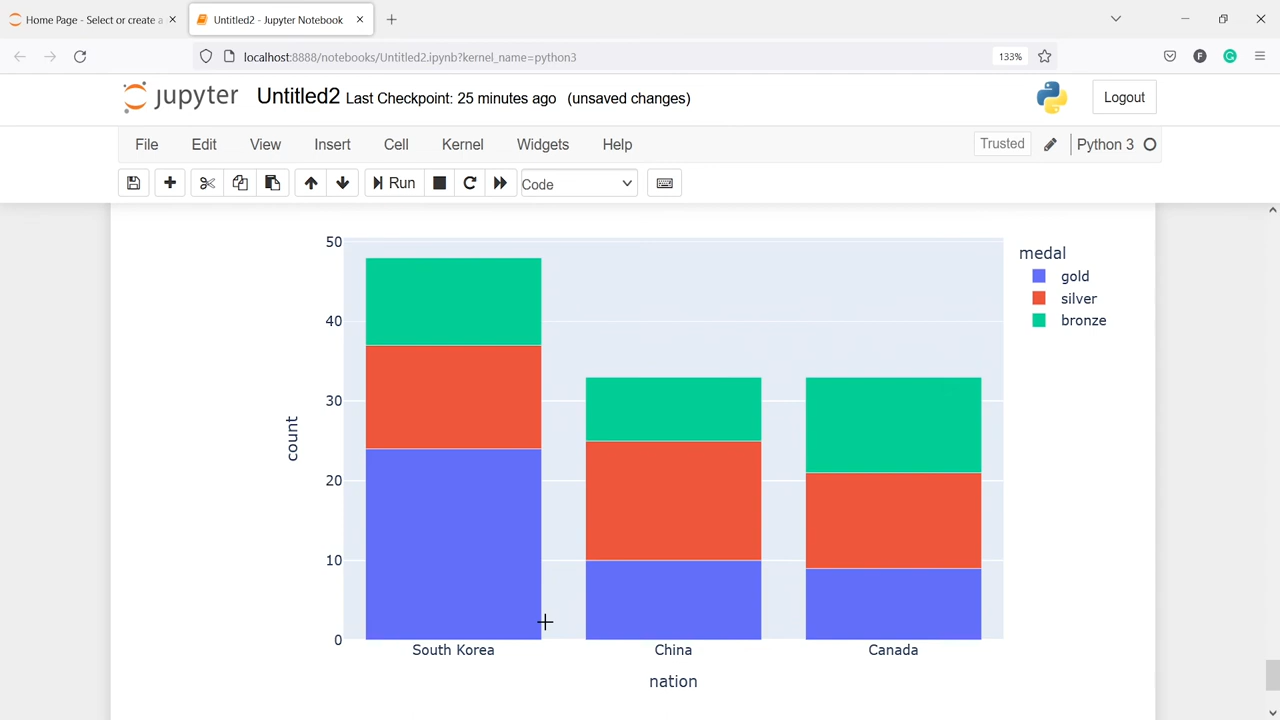 Home Page - Select or create a
Untitled2 - Jupyter Notebook
localhost:8888/notebooks/Untitled2.ipynb?kernel_name=python3
133%
F
G
jupyter Untitled2 Last Checkpoint: 25 minutes ago (unsaved changes)
Logout
File Edit View Insert Cell Kernel Widgets Help
Trusted
Python 3
Run
Code
50
40
30
20
10
0
count
South Korea China Canada
nation
medal
gold
silver
bronze